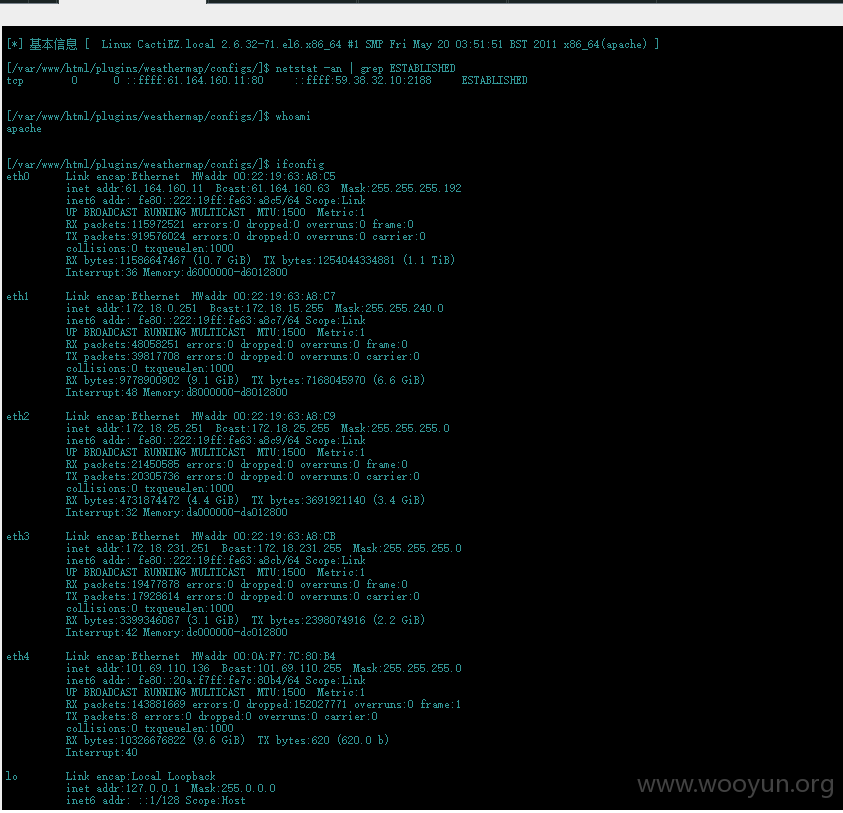 [*] 基本信息 [  Linux CactiEZ.local 2.6.32-71.el6.x86_64 #1 SMP Fri May 20 03:51:51 BST 2011 x86_64(apache) ]
[/var/www/html/plugins/weathermap/configs/]$ netstat -an | grep ESTABLISHED
tcp        0      0 ::ffff:61.164.160.11:80     ::ffff:59.38.32.10:2188     ESTABLISHED
[/var/www/html/plugins/weathermap/configs/]$ whoami
apache
[/var/www/html/plugins/weathermap/configs/]$ ifconfig
eth0      Link encap:Ethernet  HWaddr 00:22:19:63:A8:C5
inet addr:61.164.160.11  Bcast:61.164.160.63  Mask:255.255.255.192
inet6 addr: fe80::222:19ff:fe63:a8c5/64 Scope:Link
UP BROADCAST RUNNING MULTICAST  MTU:1500  Metric:1
RX packets:115972521 errors:0 dropped:0 overruns:0 frame:0
TX packets:919576024 errors:0 dropped:0 overruns:0 carrier:0
collisions:0 txqueuelen:1000
RX bytes:11586647467 (10.7 GiB)  TX bytes:1254044334881 (1.1 TiB)
Interrupt:36 Memory:d6000000-d6012800
eth1      Link encap:Ethernet  HWaddr 00:22:19:63:A8:C7
inet addr:172.18.0.251  Bcast:172.18.15.255  Mask:255.255.240.0
inet6 addr: fe80::222:19ff:fe63:a8c7/64 Scope:Link
UP BROADCAST RUNNING MULTICAST  MTU:1500  Metric:1
RX packets:48058251 errors:0 dropped:0 overruns:0 frame:0
TX packets:39817708 errors:0 dropped:0 overruns:0 carrier:0
collisions:0 txqueuelen:1000
RX bytes:9778900902 (9.1 GiB)  TX bytes:7168045970 (6.6 GiB)
Interrupt:48 Memory:d8000000-d8012800
eth2      Link encap:Ethernet  HWaddr 00:22:19:63:A8:C9
inet addr:172.18.25.251  Bcast:172.18.25.255  Mask:255.255.255.0
inet6 addr: fe80::222:19ff:fe63:a8c9/64 Scope:Link
UP BROADCAST RUNNING MULTICAST  MTU:1500  Metric:1
RX packets:21450585 errors:0 dropped:0 overruns:0 frame:0
TX packets:20305736 errors:0 dropped:0 overruns:0 carrier:0
collisions:0 txqueuelen:1000
RX bytes:4731874472 (4.4 GiB)  TX bytes:3691921140 (3.4 GiB)
Interrupt:32 Memory:da000000-da012800
eth3      Link encap:Ethernet  HWaddr 00:22:19:63:A8:CB
inet addr:172.18.231.251  Bcast:172.18.231.255  Mask:255.255.255.0
inet6 addr: fe80::222:19ff:fe63:a8cb/64 Scope:Link
UP BROADCAST RUNNING MULTICAST  MTU:1500  Metric:1
RX packets:19477878 errors:0 dropped:0 overruns:0 frame:0
TX packets:17928614 errors:0 dropped:0 overruns:0 carrier:0
collisions:0 txqueuelen:1000
RX bytes:3399346087 (3.1 GiB)  TX bytes:2398074916 (2.2 GiB)
Interrupt:42 Memory:dc000000-dc012800
eth4      Link encap:Ethernet  HWaddr 00:0A:F7:7C:80:B4
inet addr:101.69.110.136  Bcast:101.69.110.255  Mask:255.255.255.0
inet6 addr: fe80::20a:f7ff:fe7c:80b4/64 Scope:Link
UP BROADCAST RUNNING MULTICAST  MTU:1500  Metric:1
RX packets:143881669 errors:0 dropped:152027771 overruns:0 frame:1
TX packets:8 errors:0 dropped:0 overruns:0 carrier:0
collisions:0 txqueuelen:1000
RX bytes:10326676822 (9.6 GiB)  TX bytes:620 (620.0 b)
Interrupt:40
lo        Link encap:Local Loopback
inet addr:127.0.0.1  Mask:255.0.0.0
inet6 addr: ::1/128 Scope:Host
www.wooyun.org